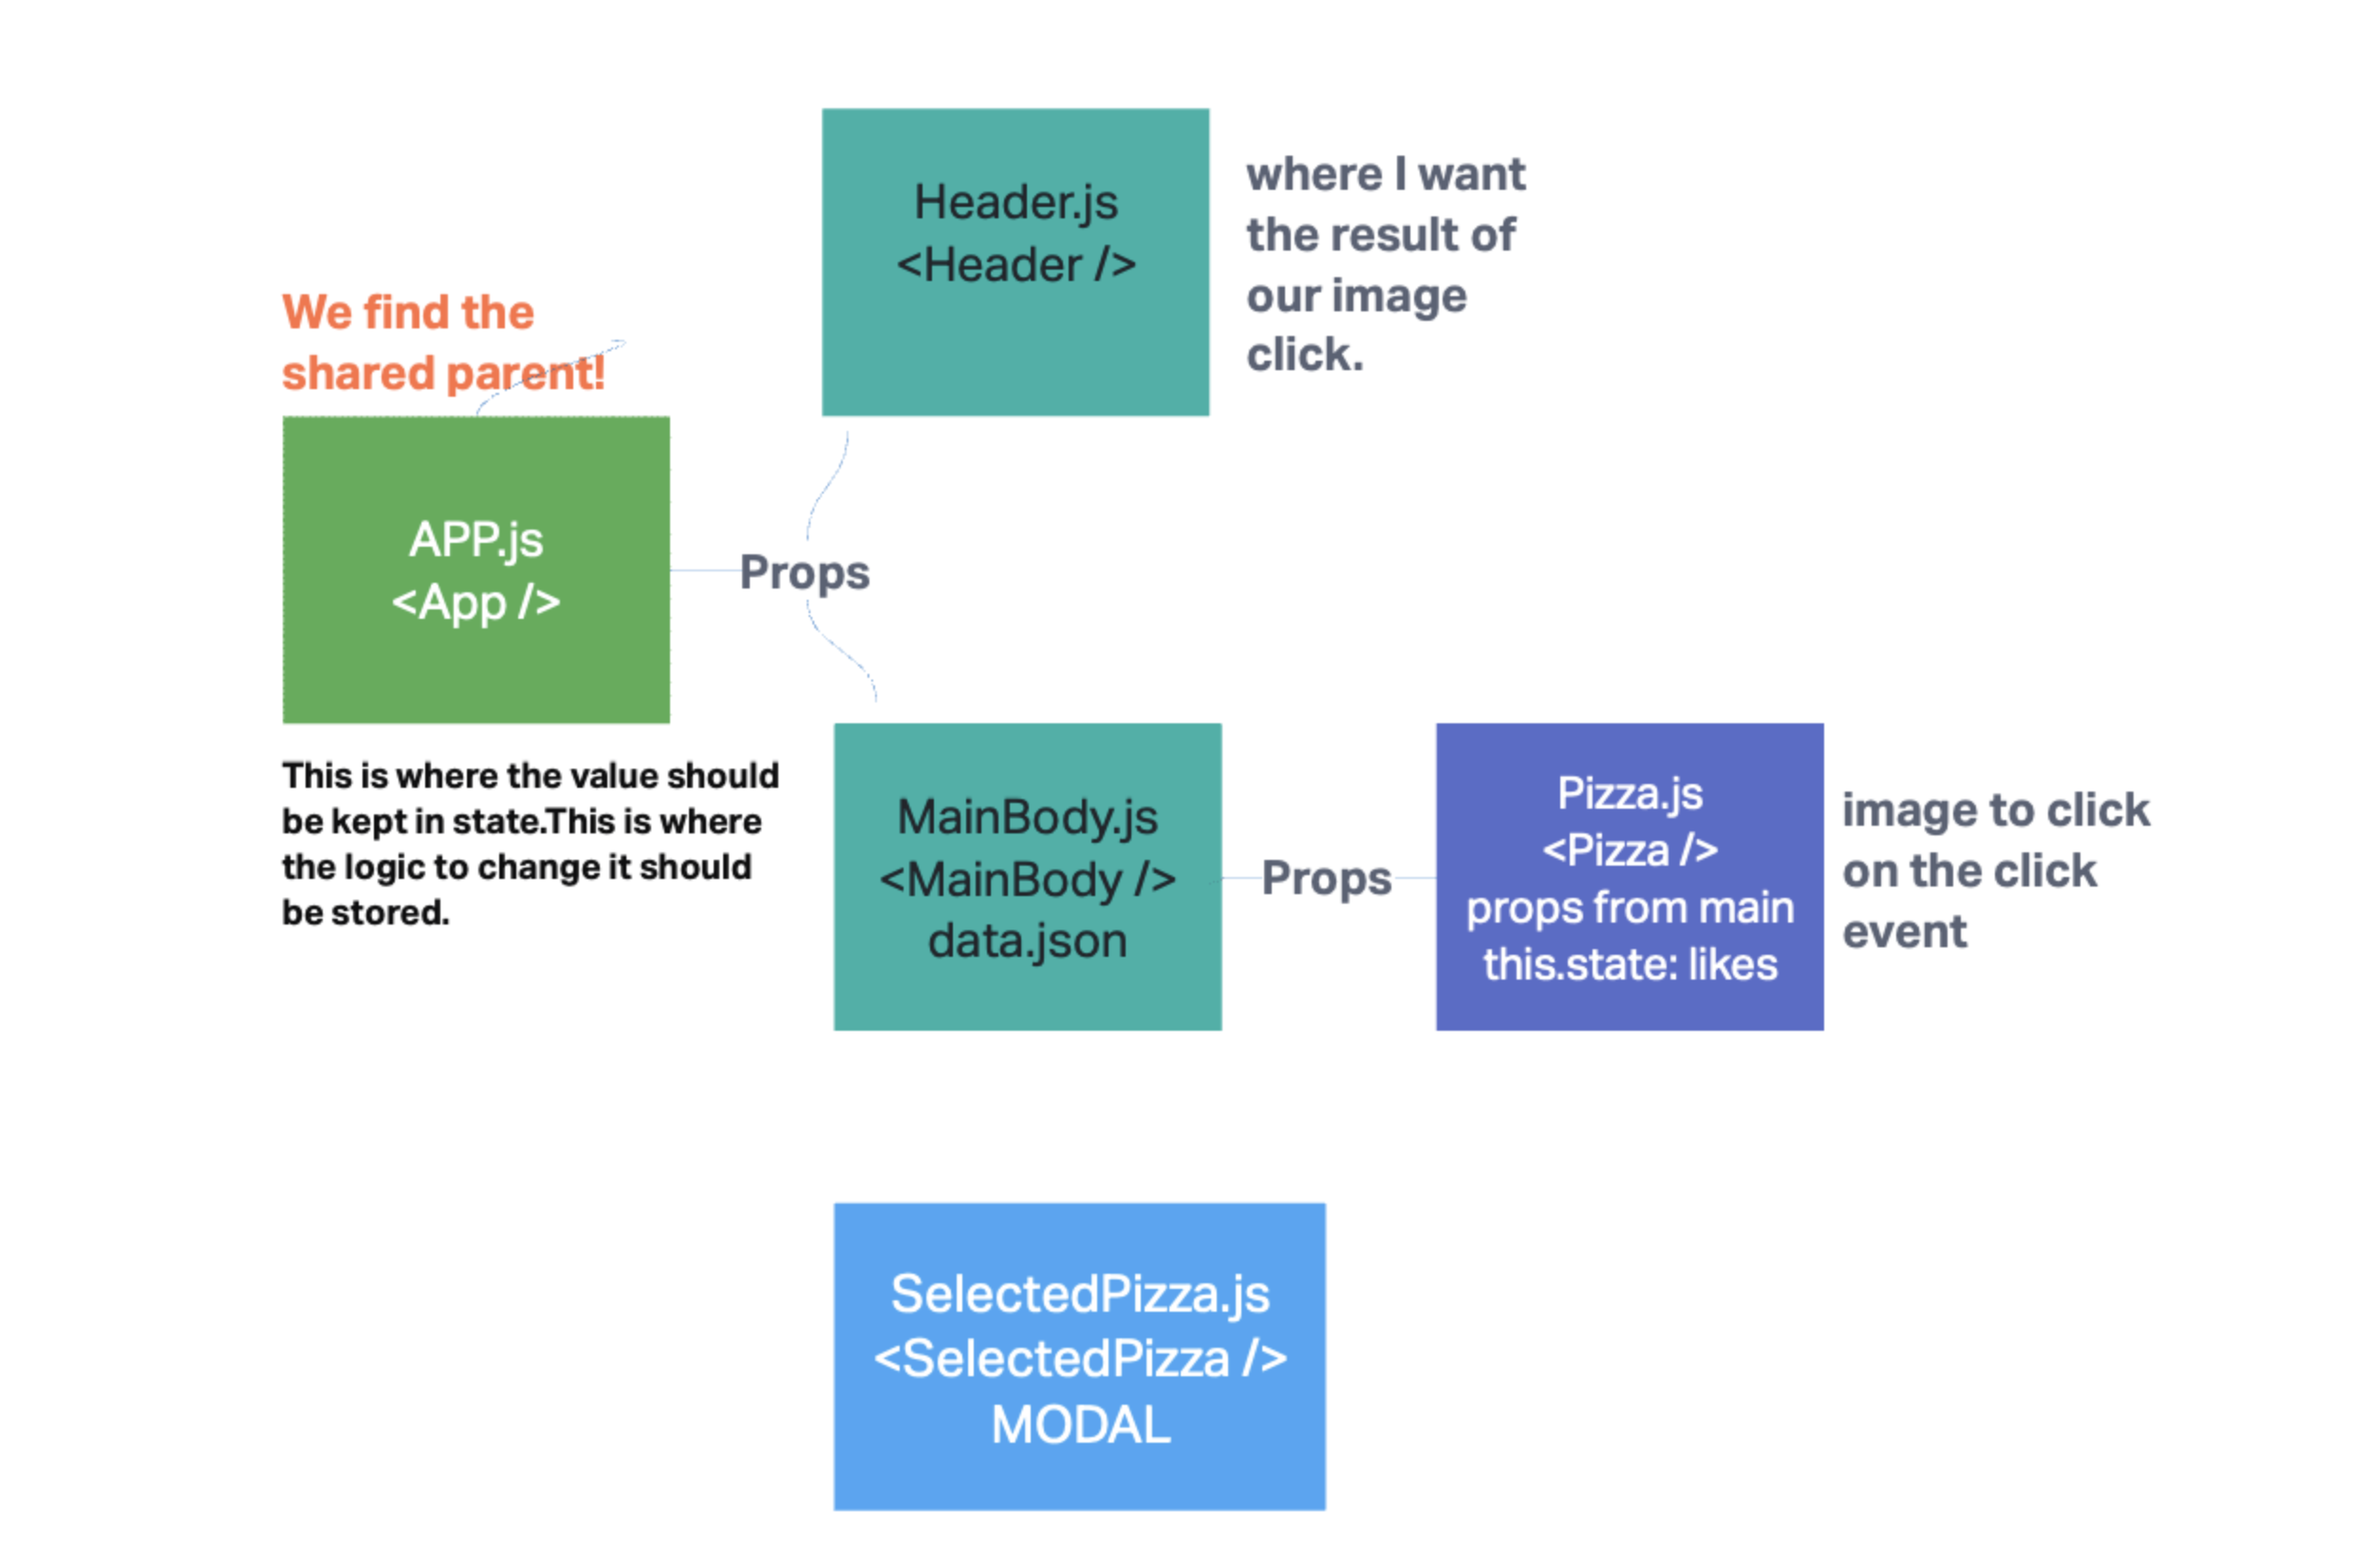 Header.js
<Header />
where I want
the result of
our image
click.
We find the
shared parent!
APP.js
<App />
Props
This is where the value should
be kept in state.This is where
the logic to change it should
be stored.
MainBody.js
<MainBody />
data.json
Props
Pizza.js
<Pizza />
props from main
this.state: likes
image to click
on the click
event
SelectedPizza.js
<SelectedPizza />
MODAL